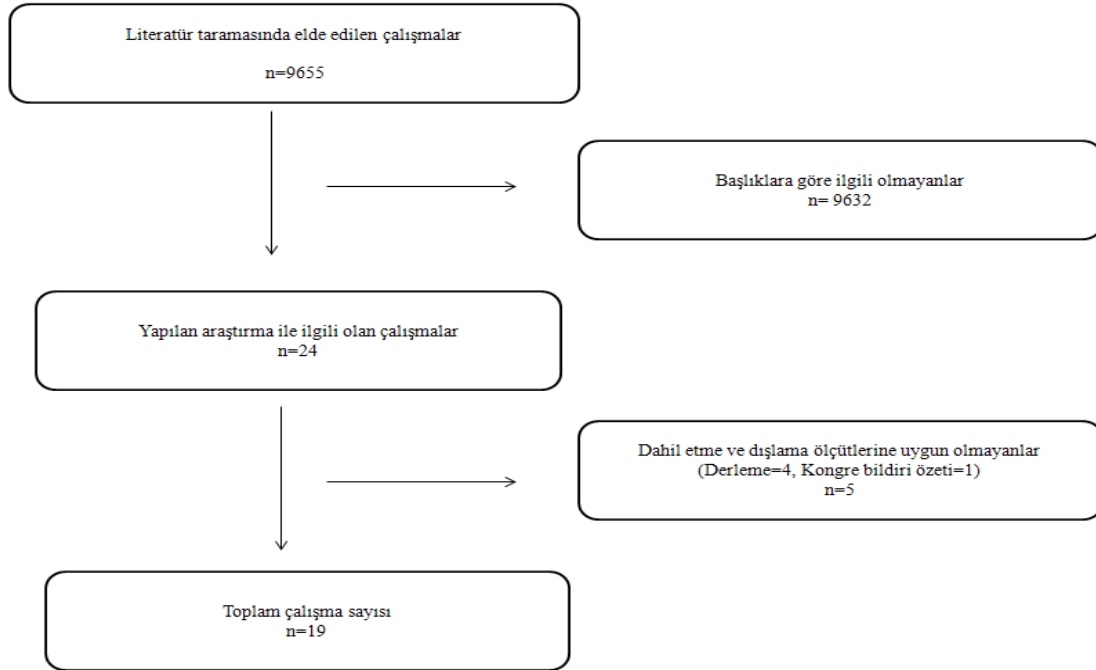 Literatür taramasında elde edilen çalışmalar
n=9655
Başlıklara göre ilgili olmayanlar
n= 9632
Yapılan araştırma ile ilgili olan çalışmalar
n=24
Dahil etme ve dışlama ölçütlerine uygun olmayanlar
(Derleme=4, Kongre bildiri özeti=1)
n=5
Toplam çalışma sayısı
n=19